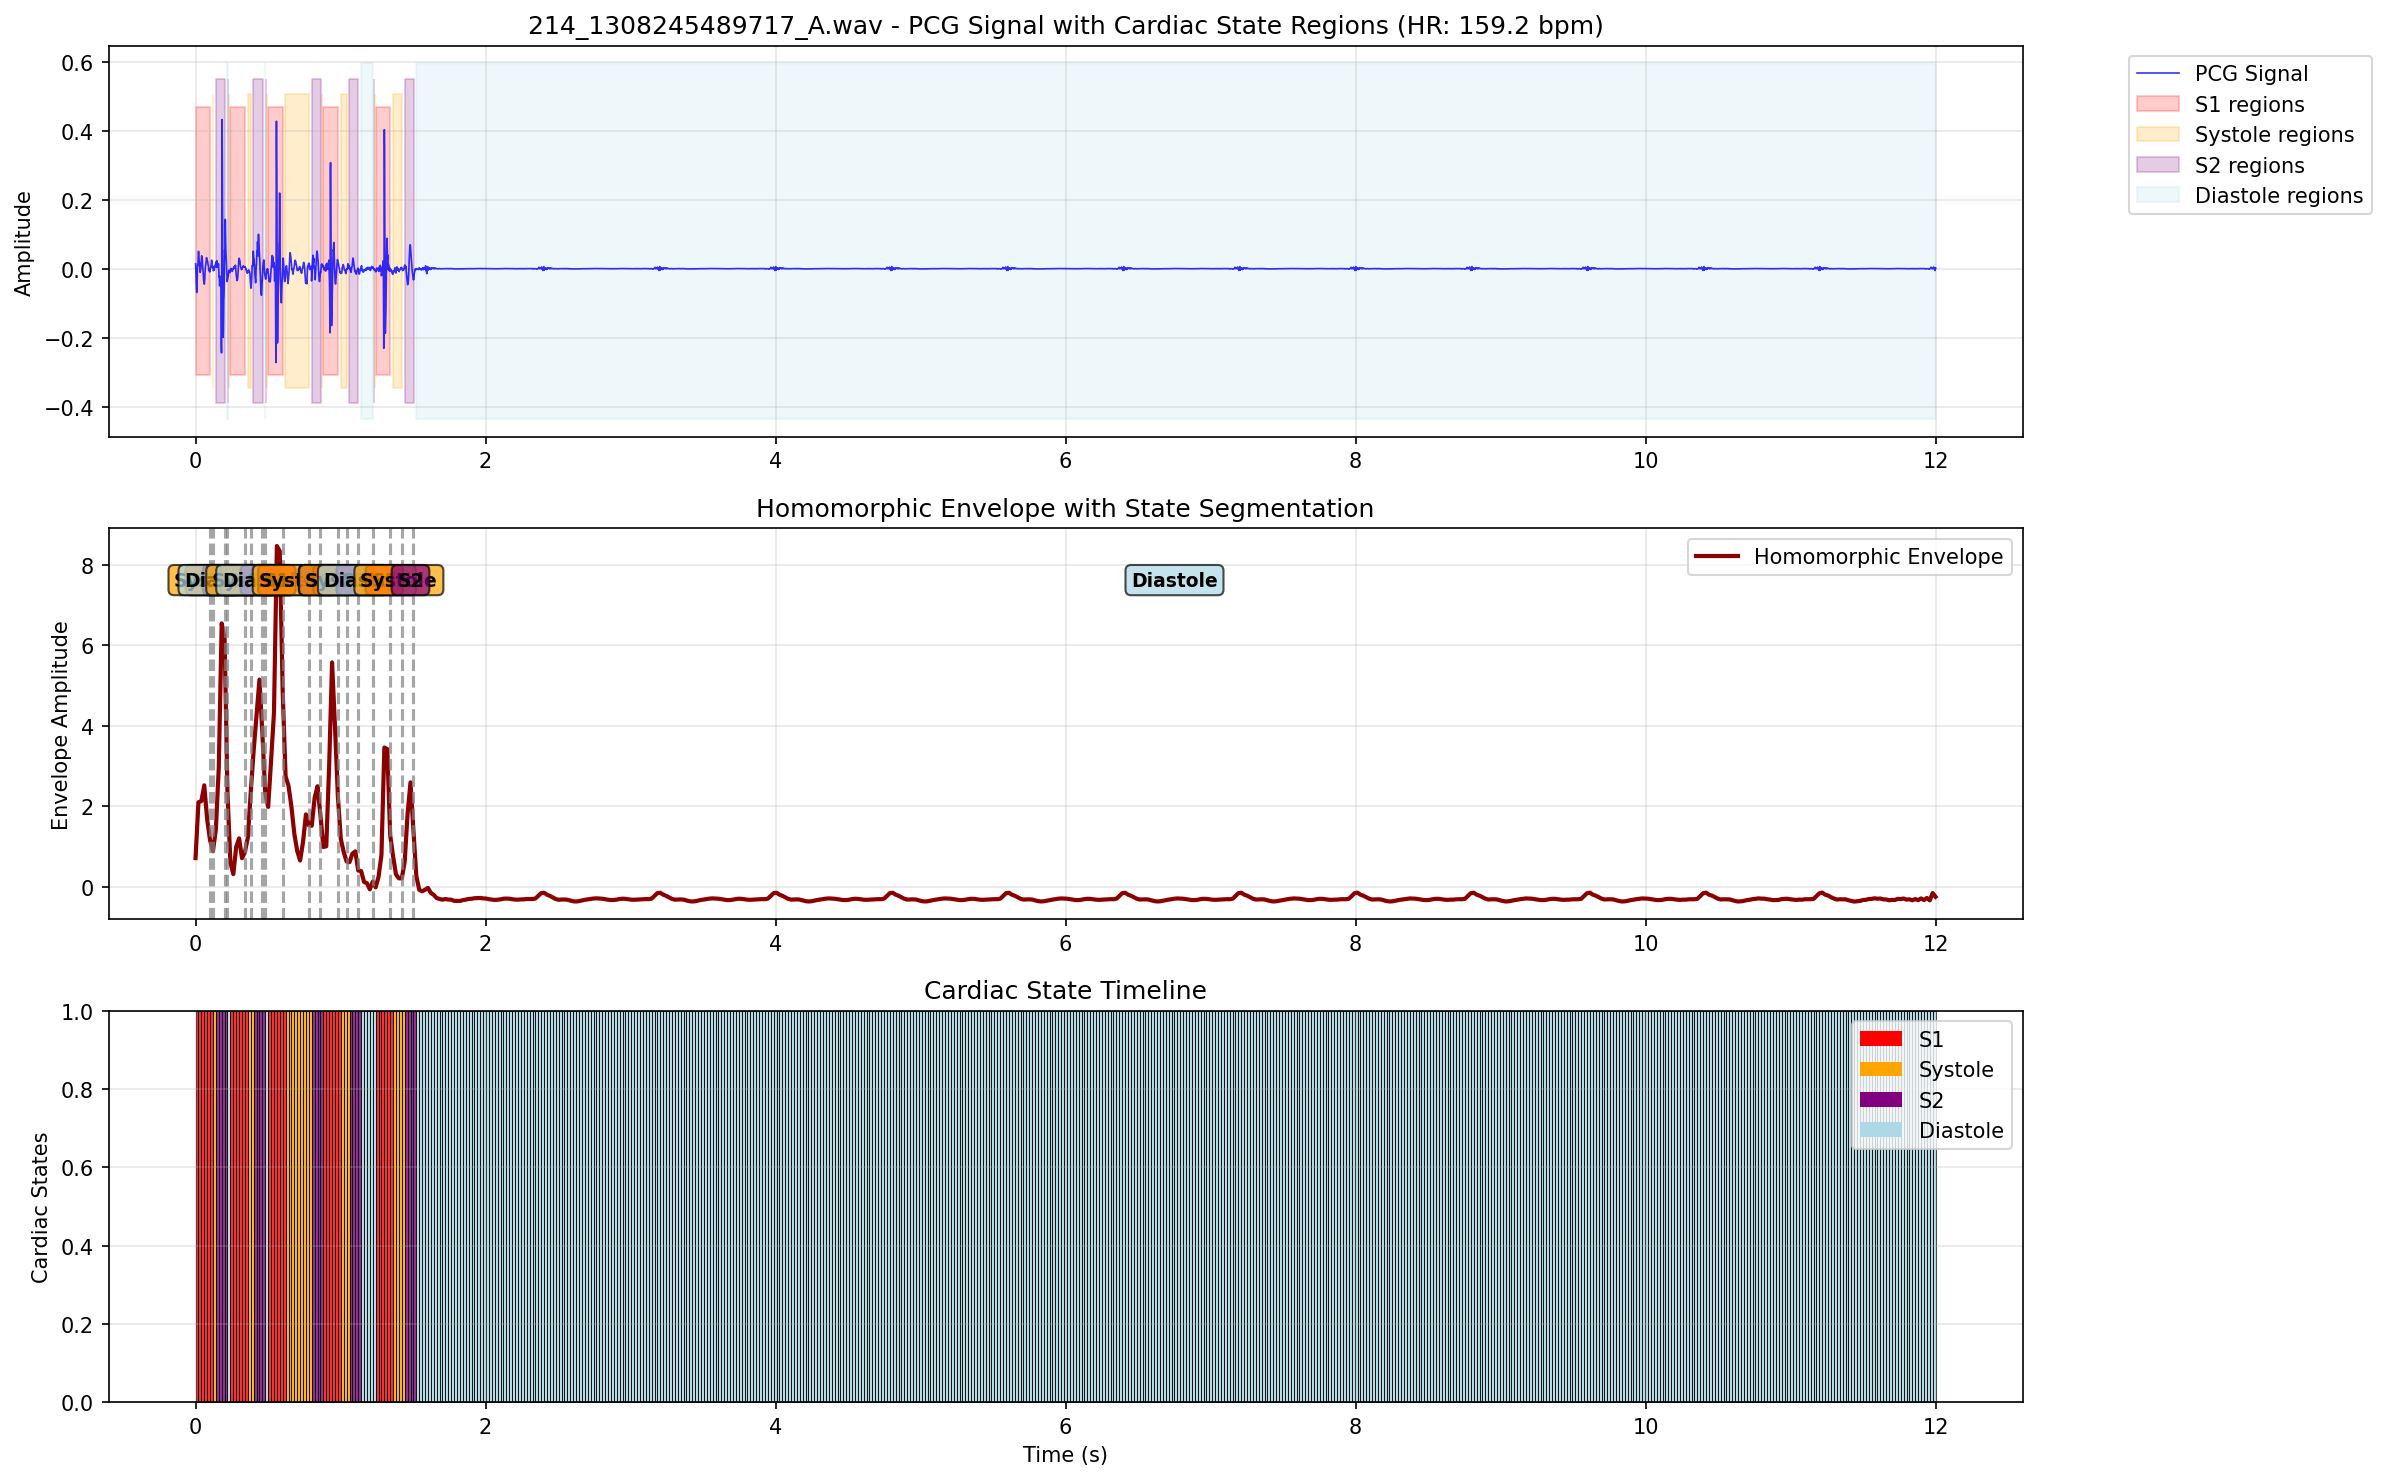 214_1308245489717_A.wav - PCG Signal with Cardiac State Regions (HR: 159.2 bpm)
Amplitude
0.6
0.4
0.2
0.0
−0.2
−0.4
0
2
4
6
8
10
12
PCG Signal
S1 regions
Systole regions
S2 regions
Diastole regions
Homomorphic Envelope with State Segmentation
Envelope Amplitude
8
6
4
2
0
Homomorphic Envelope
S2
Diastole
0
2
4
6
8
10
12
Cardiac State Timeline
Cardiac States
1.0
0.8
0.6
0.4
0.2
0.0
S1
Systole
S2
Diastole
0
2
4
6
8
10
12
Time (s)